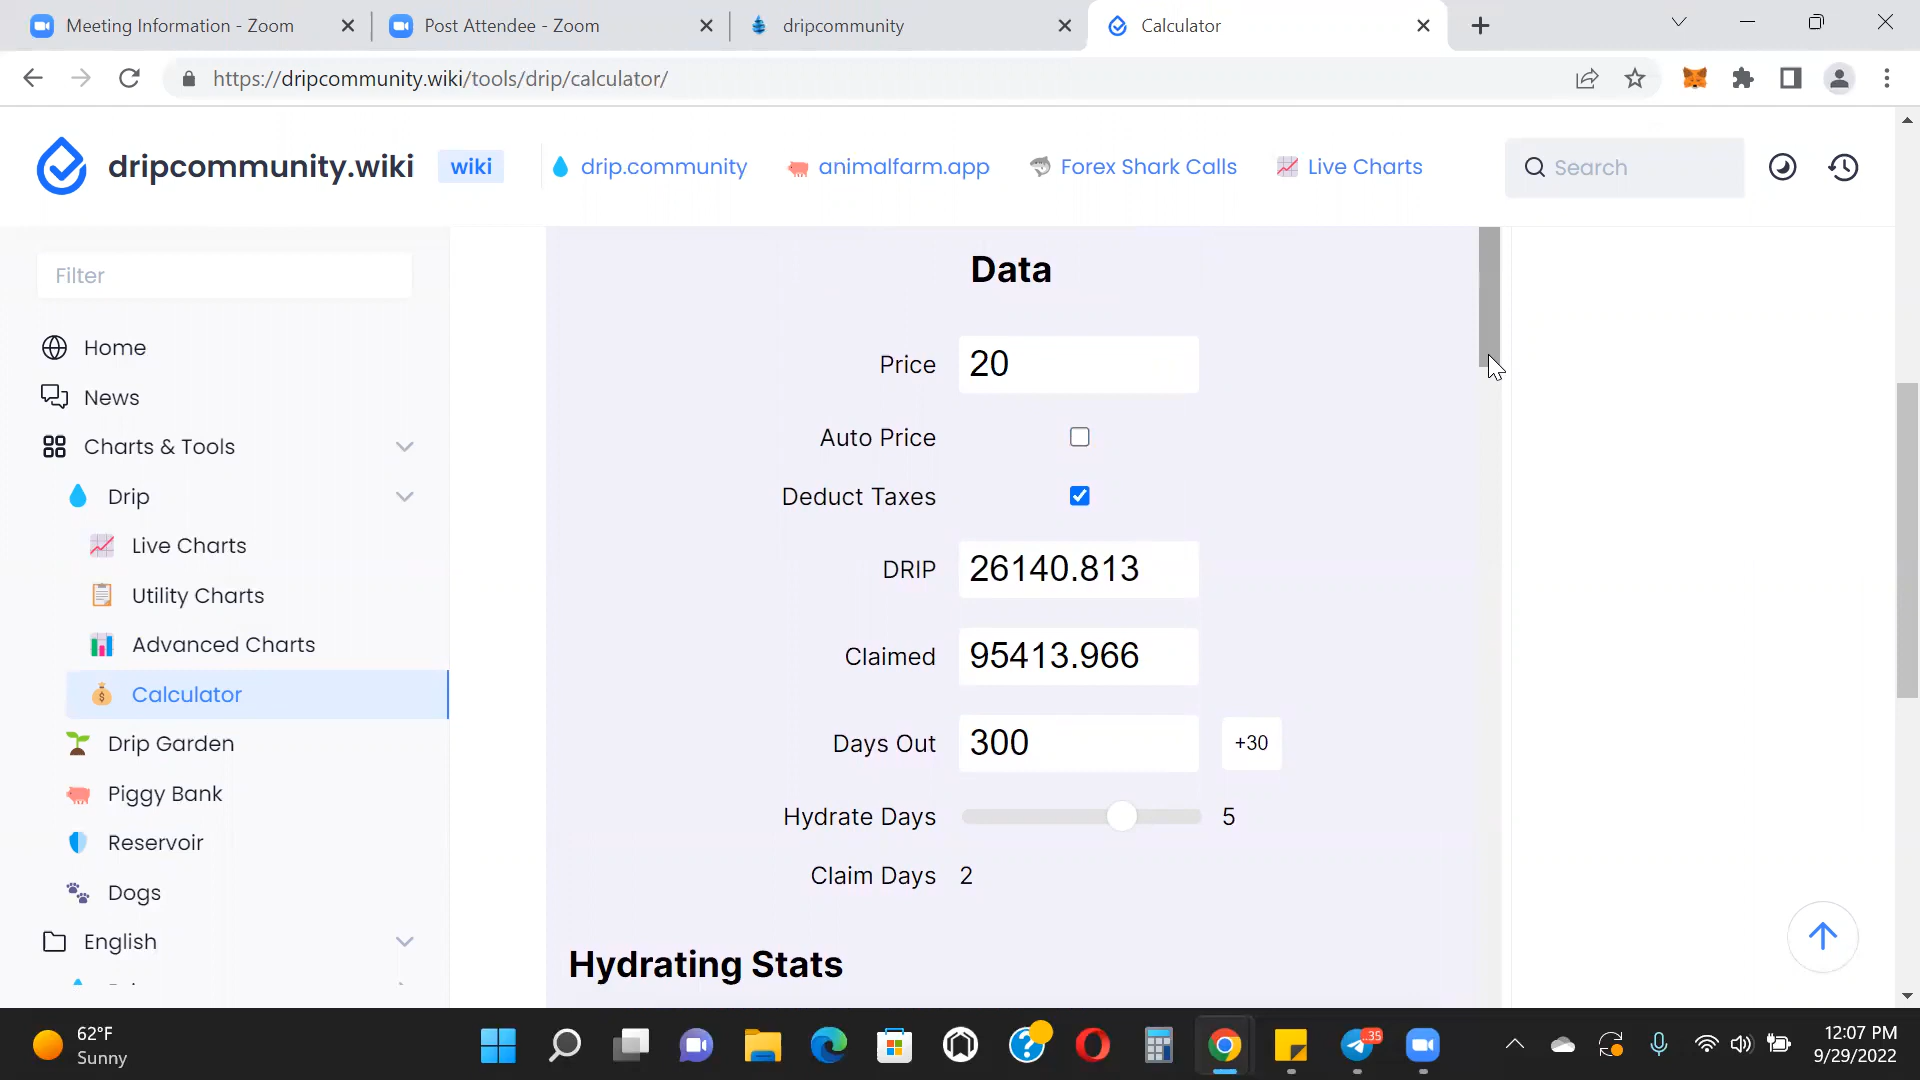 Meeting Information - Zoom
Post Attendee - Zoom
dripcommunity
Calculator
https://dripcommunity.wiki/tools/drip/calculator/
dripcommunity.wiki
wiki
drip.community
animalfarm.app
Forex Shark Calls
Live Charts
Search
Filter
Home
News
Charts & Tools
Drip
Live Charts
Utility Charts
Advanced Charts
Calculator
Drip Garden
Piggy Bank
Reservoir
Dogs
English
Data
Price 20
Auto Price
Deduct Taxes
DRIP 26140.813
Claimed 95413.966
Days Out 300 +30
Hydrate Days 5
Claim Days 2
Hydrating Stats
62°F
Sunny
35
12:07 PM
9/29/2022